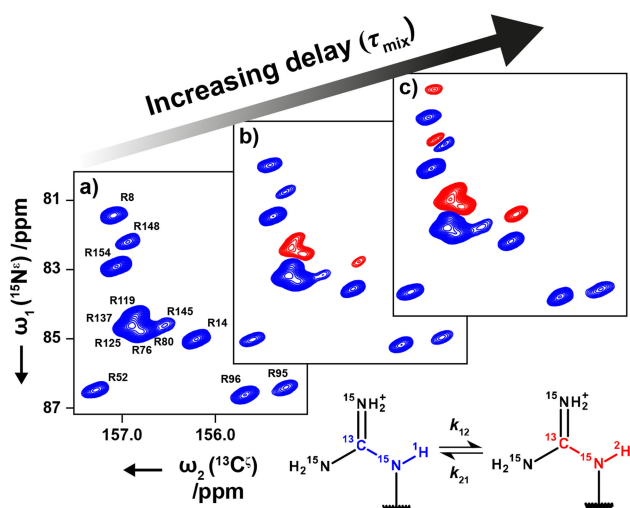 Increasing delay (τmix)
c)
b)
a)
R8
R148
R154
R119
R137
R145
R14
R125
R76
R80
R52
R96
R95
81
83
85
87
157.0
156.0
ω1 (15Nε) /ppm
ω2 (13Cζ)
/ppm
15NH2+
13C
1H
15N
H2 15N
k12
k21
15NH2+
13C
2H
15N
H2 15N